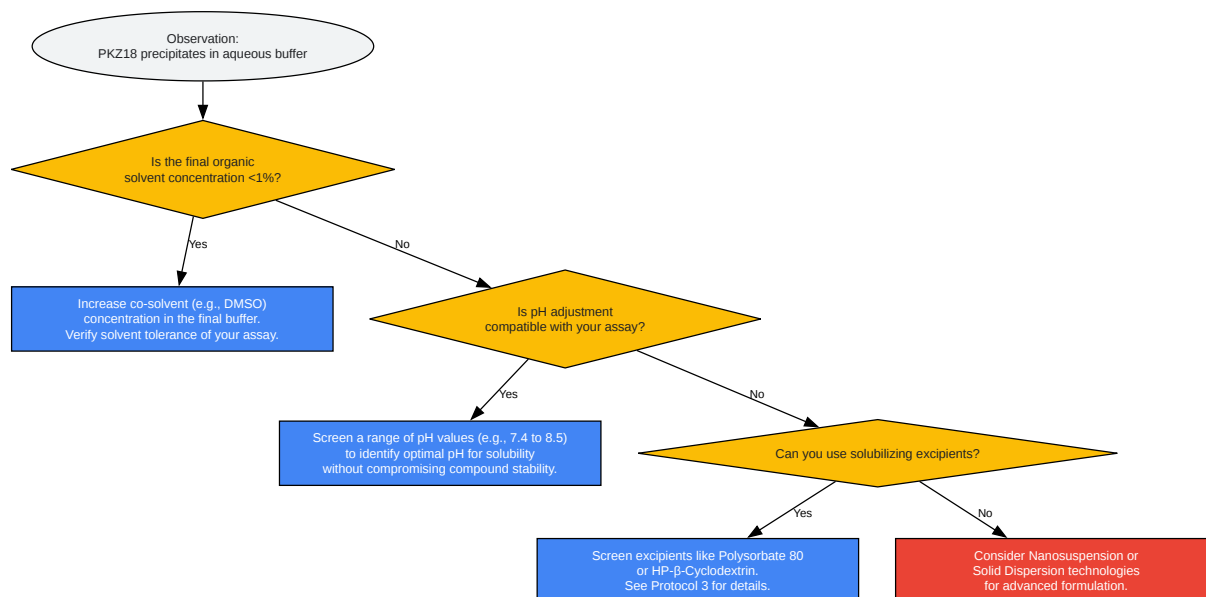 Observation:
PKZ18 precipitates in aqueous buffer
Is the final organic
solvent concentration <1%?
Yes
No
Increase co-solvent (e.g., DMSO)
concentration in the final buffer.
Verify solvent tolerance of your assay.
Is pH adjustment
compatible with your assay?
Yes
No
Screen a range of pH values (e.g., 7.4 to 8.5)
to identify optimal pH for solubility
without compromising compound stability.
Can you use solubilizing excipients?
Yes
No
Screen excipients like Polysorbate 80
or HP-β-Cyclodextrin.
See Protocol 3 for details.
Consider Nanosuspension or
Solid Dispersion technologies
for advanced formulation.